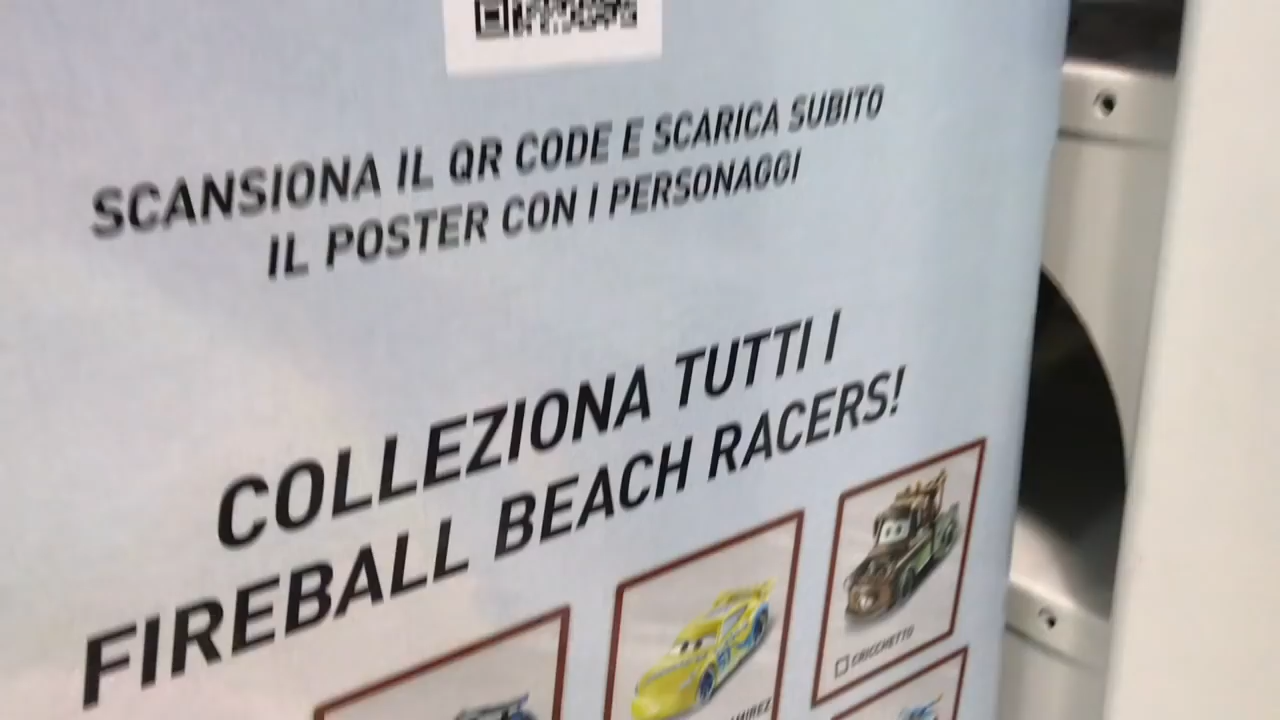 SCANSIONA IL QR CODE E SCARICA SUBITO
IL POSTER CON I PERSONAGGI
COLLEZIONA TUTTI I
FIREBALL BEACH RACERS!
CRICCHETTO